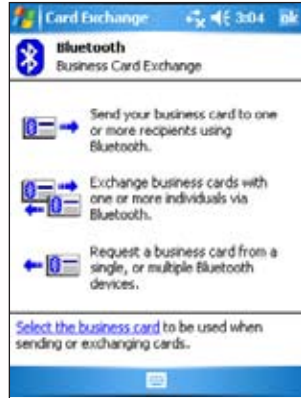 Card Exchange 3:04 ok
Bluetooth
Business Card Exchange
Send your business card to one
or more recipients using
Bluetooth.
Exchange business cards with
one or more individuals via
Bluetooth.
Request a business card from a
single, or multiple Bluetooth
devices.
Select the business card to be used when
sending or exchanging cards.